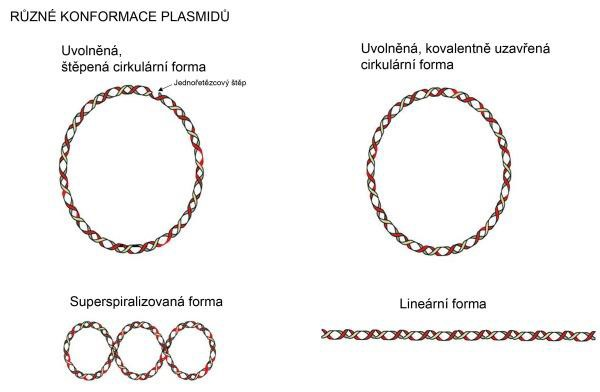 RŮZNÉ KONFORMACE PLASMIDŮ
Uvolněná,
štěpená cirkulární forma
Jednořetězcový štěp
Uvolněná, kovalentně uzavřená
cirkulární forma
Superspiralizovaná forma
Lineární forma